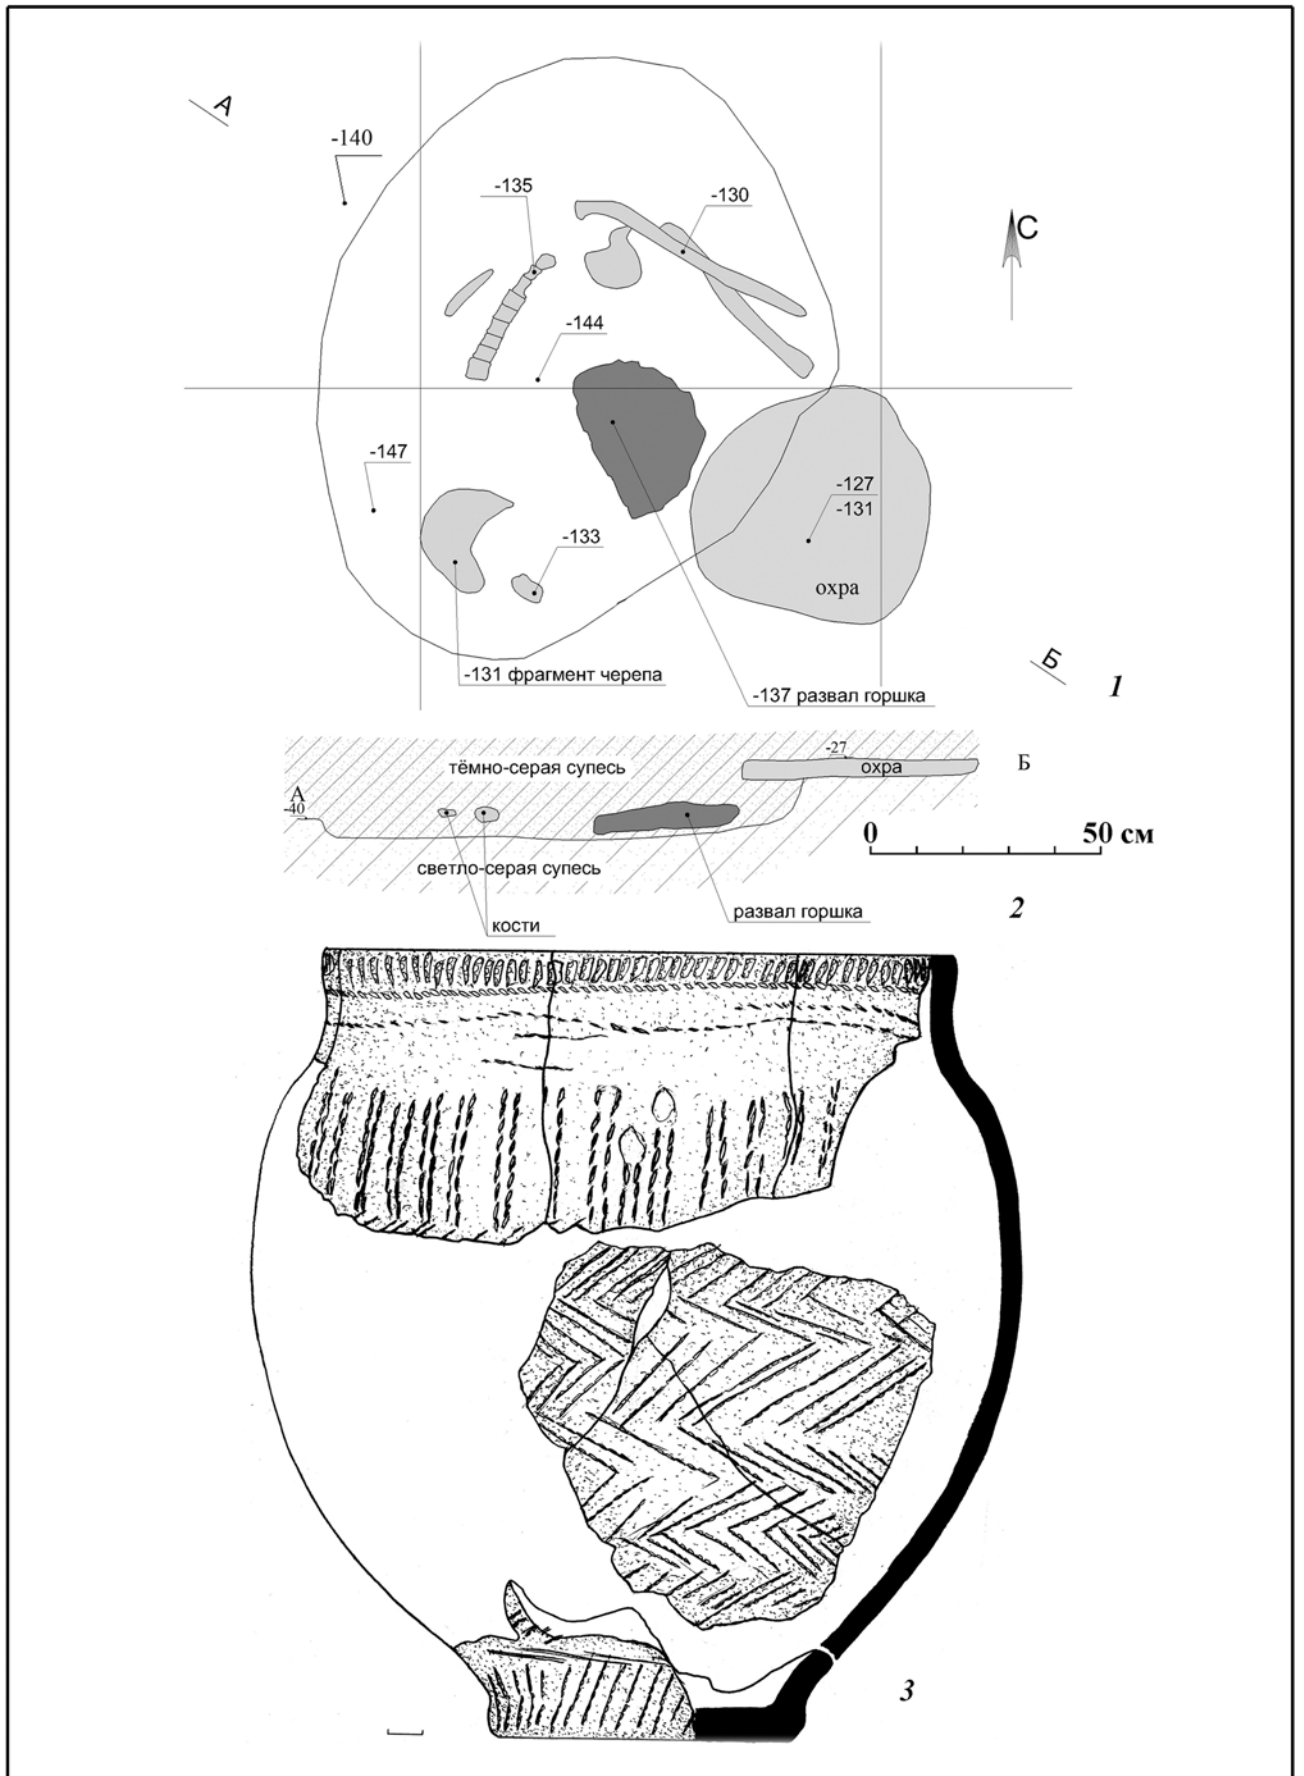 А
-140
-135
-130
С
-144
-147
-127
-131
-133
охра
Б
-131 фрагмент черепа
1
-137 развал горшка
-27
тёмно-серая супесь
охра
Б
А
-40
0 50 см
светло-серая супесь
2
развал горшка
кости
3